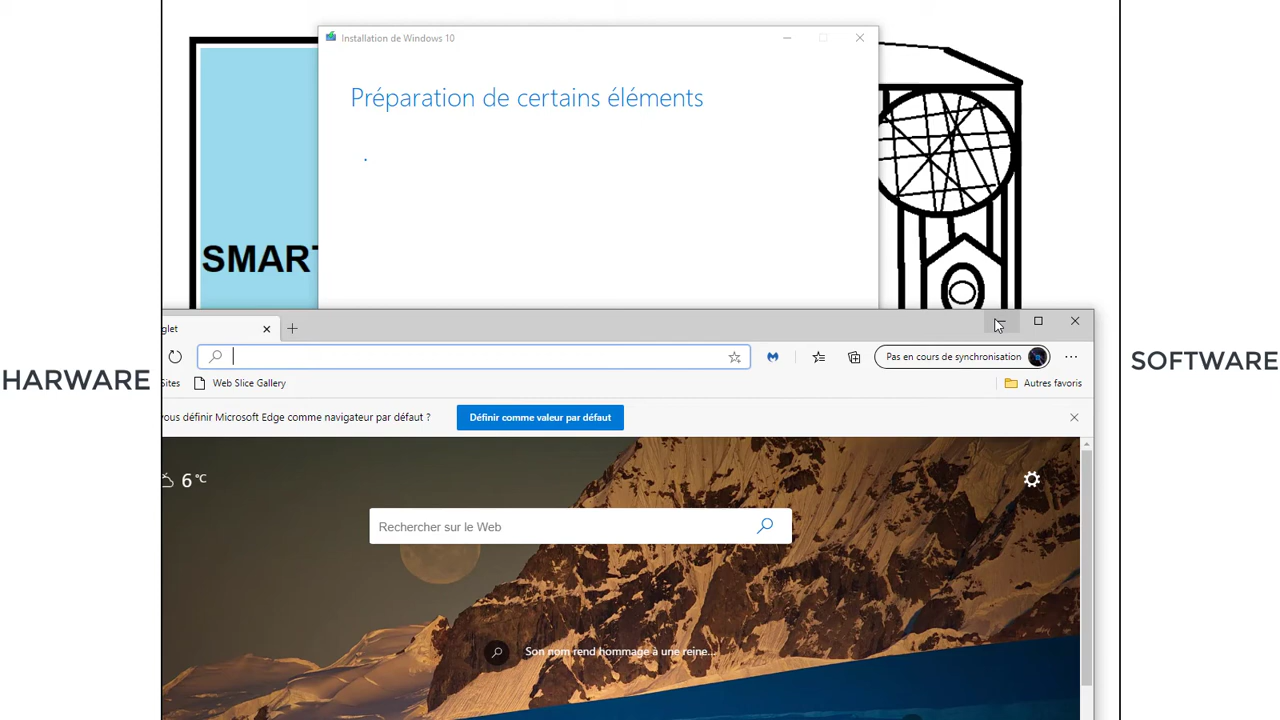 Installation de Windows 10
Préparation de certains éléments
SMART
HARWARE
SOFTWARE
glet
Pas en cours de synchronisation
Sites
Web Slice Gallery
Autres favoris
vous définir Microsoft Edge comme navigateur par défaut ?
Définir comme valeur par défaut
6 °C
Rechercher sur le Web
Son nom rend hommage à une reine...